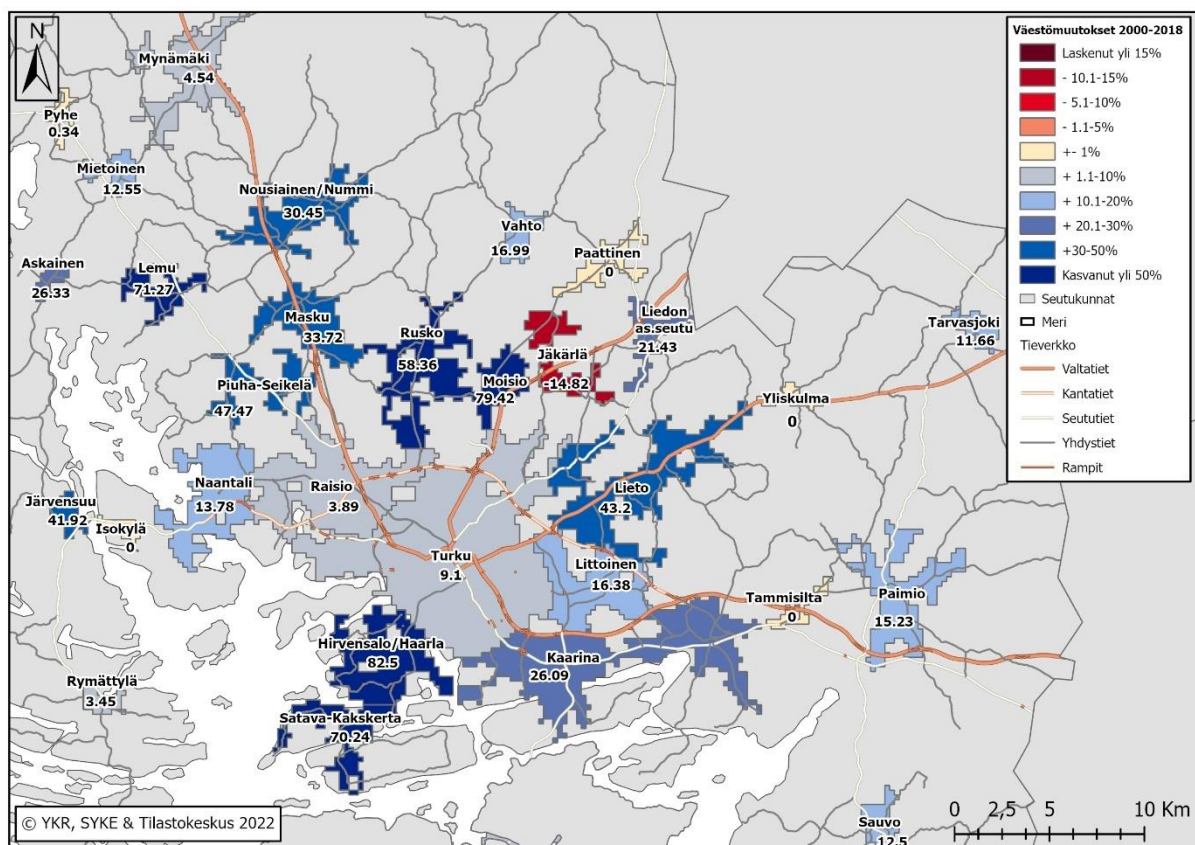 N
Mynämäki
4.54
Pyhe
0.34
Mietoinen
12.55
Nousiainen/Nummi
30.45
Vahto
16.99
Paattinen
0
Askainen
26.33
Lemu
71.27
Masku
33.72
Rusko
58.36
Moisio
79.42
Jäkärlä
-14.82
Liedon
as.seutu
21.43
Tarvasjoki
11.66
Piuha-Seikelä
47.47
Yliskulma
0
Naantali
13.78
Raisio
3.89
Lieto
43.2
Järvensuu
41.92
Isokylä
0
Turku
9.1
Littoinen
16.38
Tammisilta
0
Paimio
15.23
Hirvensalo/Haarla
82.5
Kaarina
26.09
Rymättylä
3.45
Satava-Kakskerta
70.24
Sauvo
12.5
Väestömuutokset 2000-2018
Laskenut yli 15%
- 10.1-15%
- 5.1-10%
- 1.1-5%
+- 1%
+ 1.1-10%
+ 10.1-20%
+ 20.1-30%
+30-50%
Kasvanut yli 50%
Seutukunnat
Meri
Tieverkko
Valtatiet
Kantatiet
Seututiet
Yhdystiet
Rampit
© YKR, SYKE & Tilastokeskus 2022
0 2,5 5 10 Km